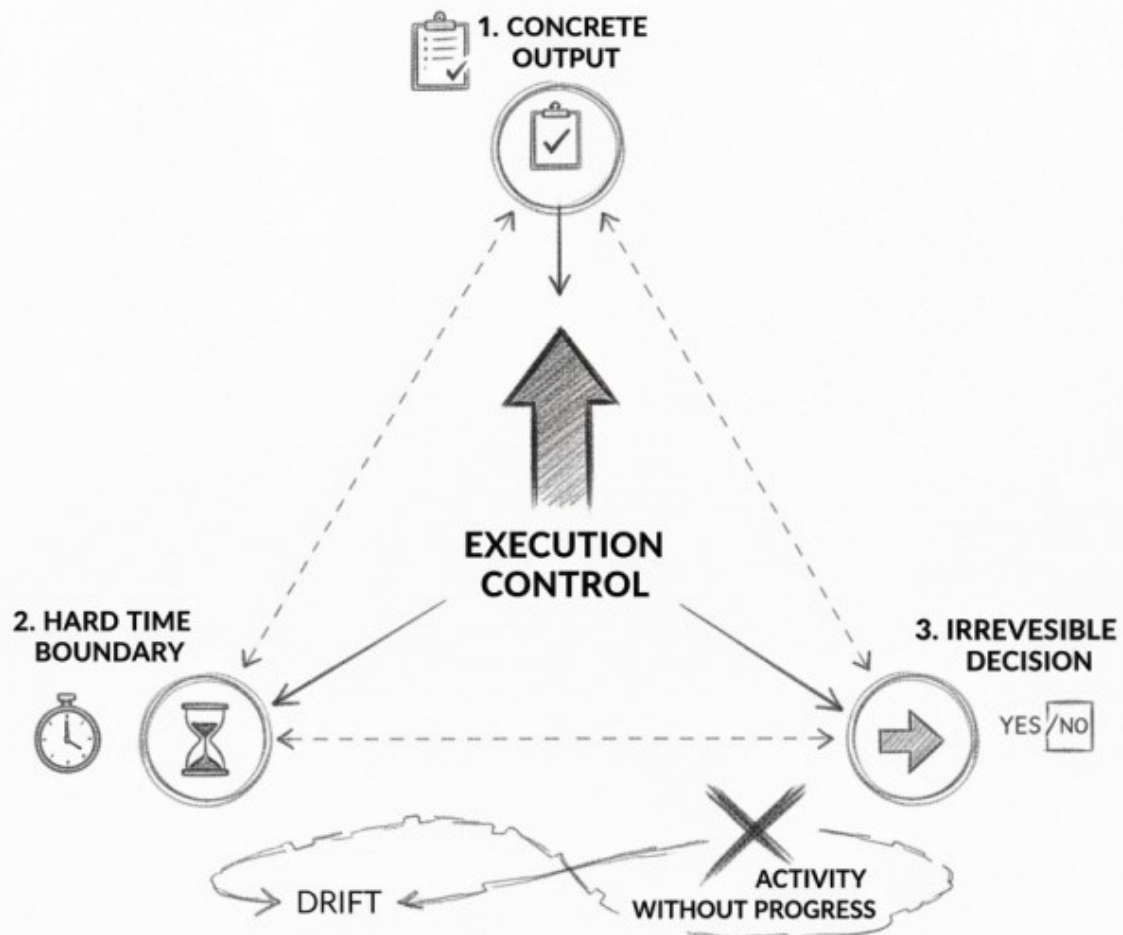 1. CONCRETE
OUTPUT
EXECUTION
CONTROL
2. HARD TIME
BOUNDARY
3. IRREVESIBLE
DECISION
YES/NO
DRIFT
ACTIVITY
WITHOUT PROGRESS